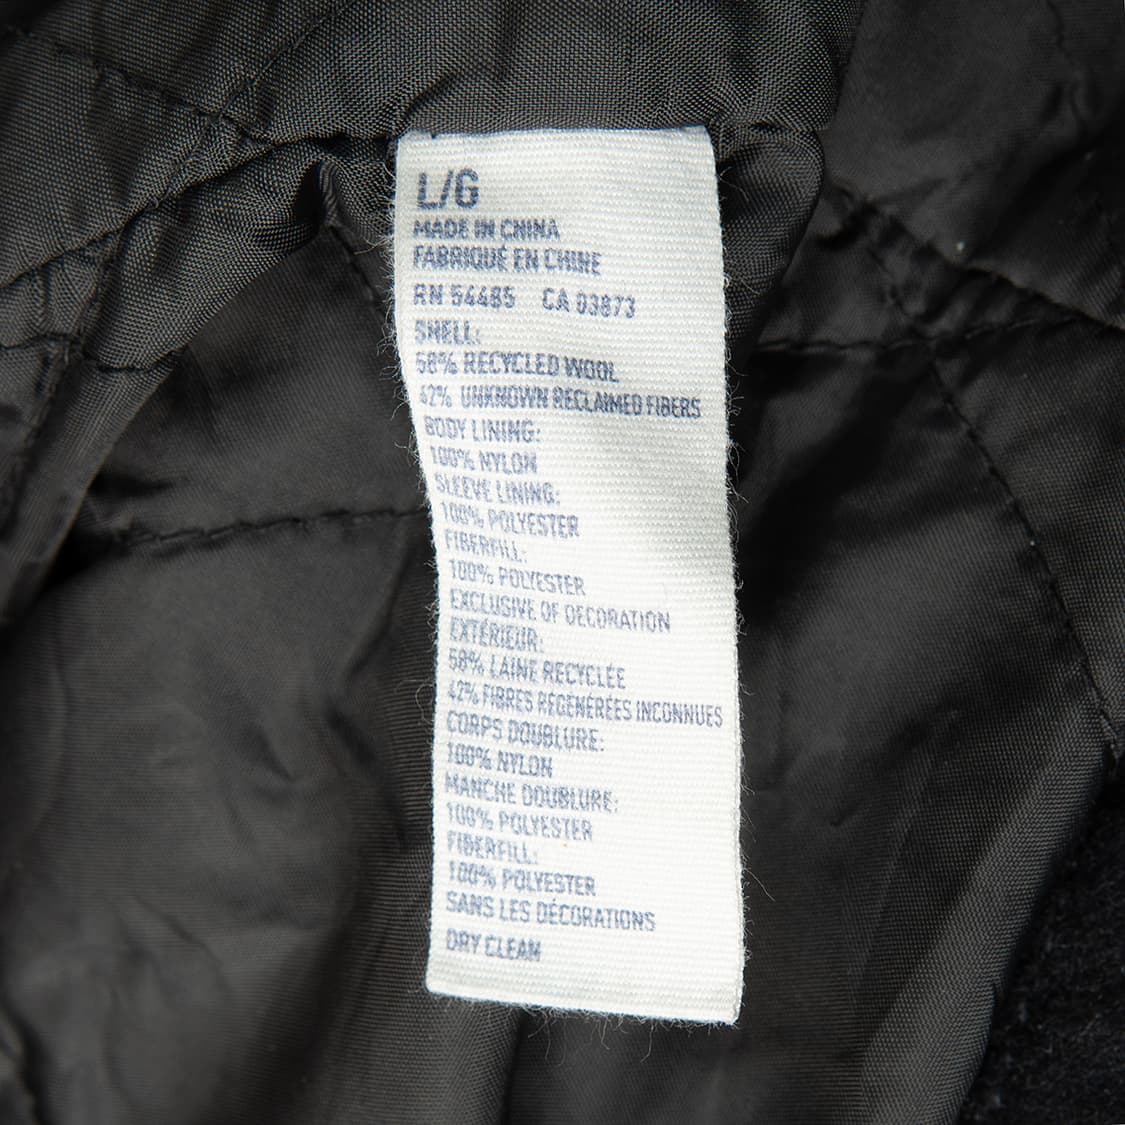 L/G
MADE IN CHINA
FABRIQUÉ EN CHINE
RN 54485 CA 03873
SHELL:
58% RECYCLED WOOL
42% UNKNOWN RECLAIMED FIBERS
BODY LINING:
100% NYLON
SLEEVE LINING:
100% POLYESTER
FIBERFILL:
100% POLYESTER
EXCLUSIVE OF DECORATION
EXTÉRIEUR:
58% LAINE RECYCLÉE
42% FIBRES REGÉNÉRÉES INCONNUES
CORPS DOUBLURE:
100% NYLON
MANCHE DOUBLURE:
100% POLYESTER
FIBERFILL:
100% POLYESTER
SANS LES DÉCORATIONS
DRY CLEAN